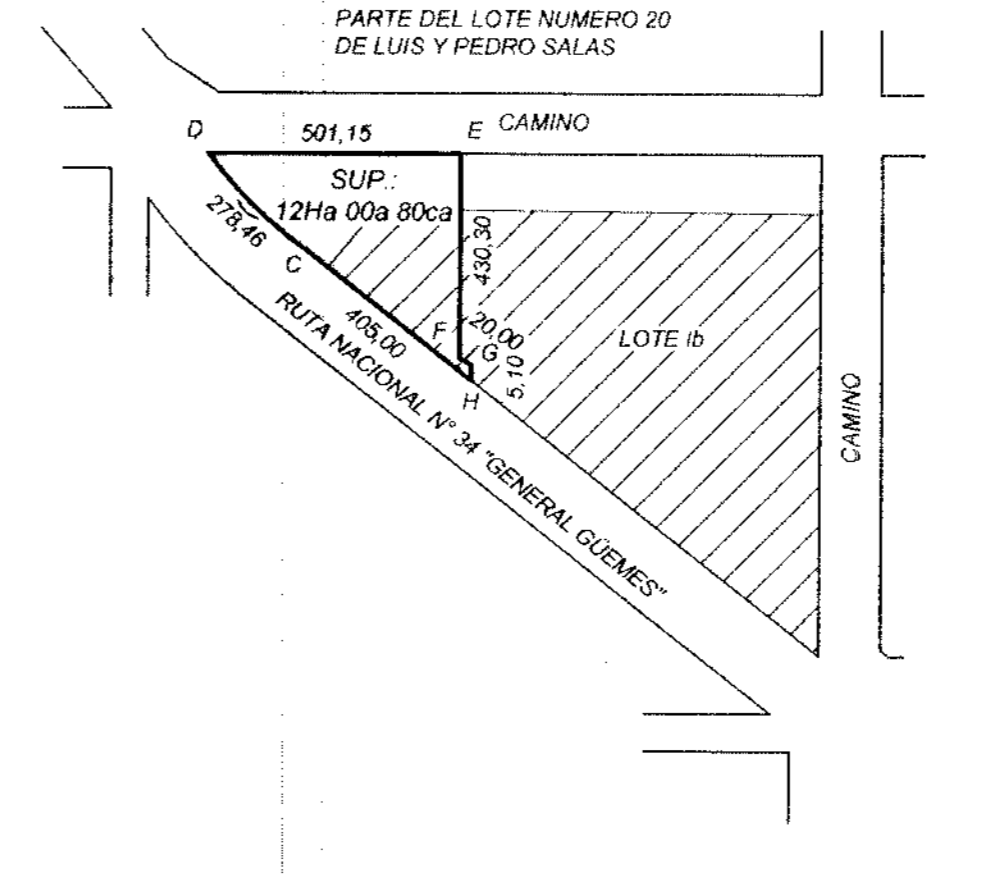 PARTE DEL LOTE NUMERO 20
DE LUIS Y PEDRO SALAS
D
501,15
E
CAMINO
SUP.:
12Ha 00a 80ca
278,46
C
430,30
405,00
F
20,00
G
5,10
H
LOTE Ib
CAMINO
RUTA NACIONAL N° 34 "GENERAL GÜEMES"